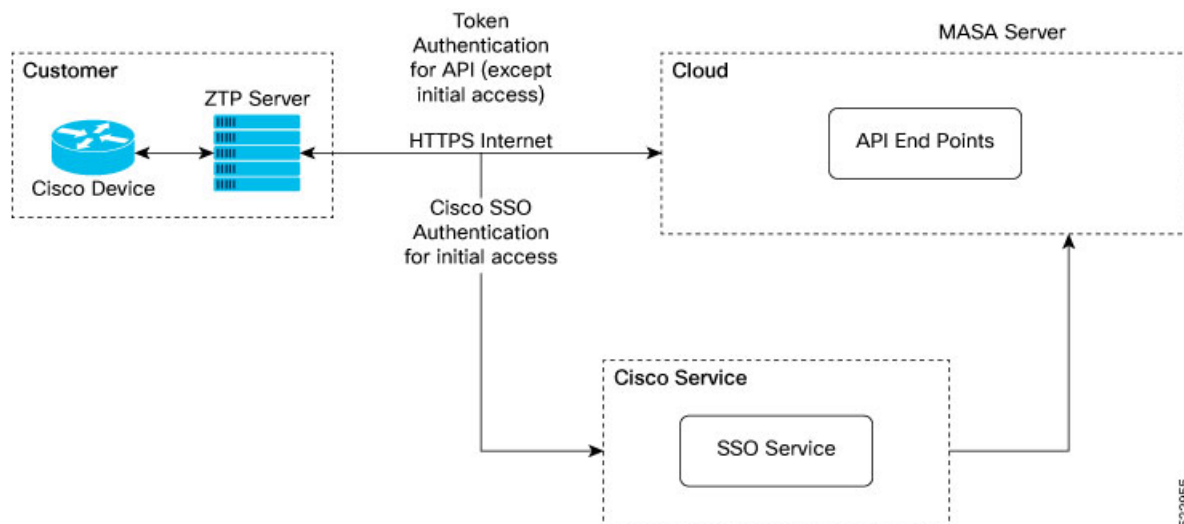 Token
Authentication
for API (except
initial access)
MASA Server
Customer
ZTP Server
Cisco Device
HTTPS Internet
Cloud
API End Points
Cisco SSO
Authentication
for initial access
Cisco Service
SSO Service